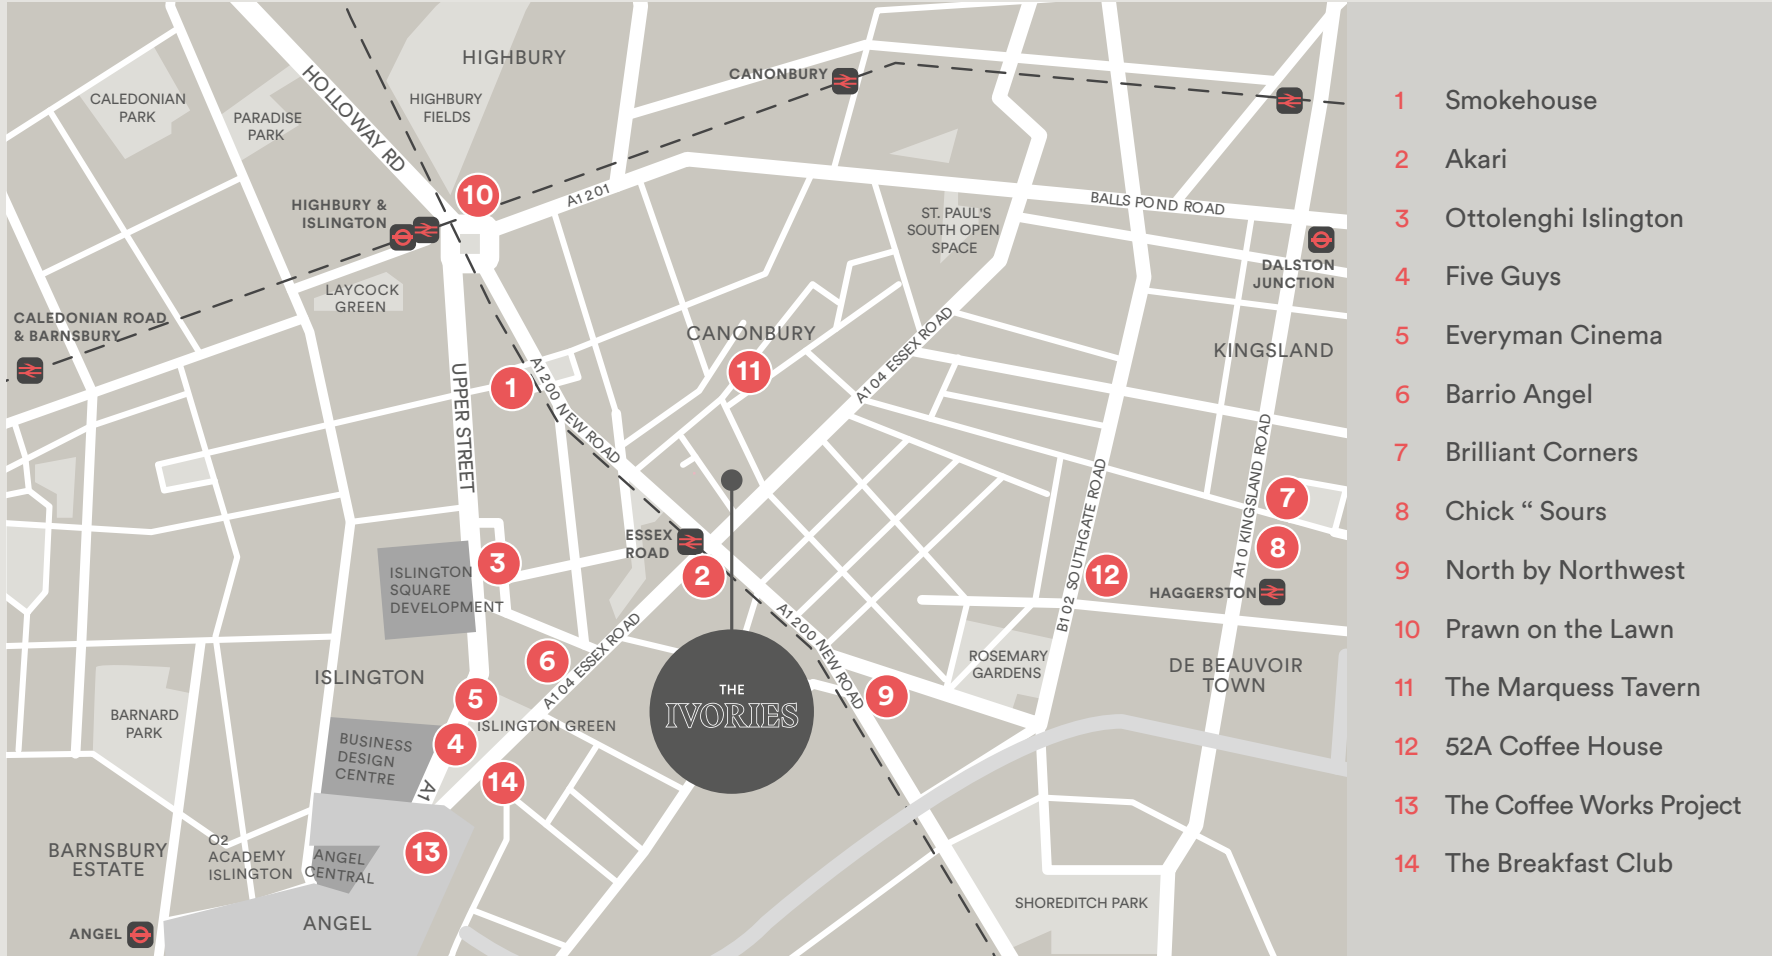 HIGHBURY
CANONBURY
CALEDONIAN
PARK
HIGHBURY
FIELDS
PARADISE
PARK
HOLLOWAY RD
10
HIGHBURY &
ISLINGTON
A1201
ST. PAUL'S
SOUTH OPEN
SPACE
BALLS POND ROAD
DALSTON
JUNCTION
LAYCOCK
GREEN
CALEDONIAN ROAD
& BARNSBURY
CANONBURY
11
A104 ESSEX ROAD
KINGSLAND
1
A1200 NEW ROAD
UPPER STREET
A10 KINGSLAND ROAD
7
8
B102 SOUTHGATE ROAD
12
HAGGERSTON
ESSEX
ROAD
2
3
ISLINGTON
SQUARE
DEVELOPMENT
A1200 NEW ROAD
A104 ESSEX ROAD
6
ROSEMARY
GARDENS
DE BEAUVOIR
TOWN
ISLINGTON
5
THE
IVORIES
9
BARNARD
PARK
ISLINGTON GREEN
4
BUSINESS
DESIGN
CENTRE
A1
14
13
BARNSBURY
ESTATE
O2
ACADEMY
ISLINGTON
ANGEL
CENTRAL
ANGEL
ANGEL
SHOREDITCH PARK
1 Smokehouse
2 Akari
3 Ottolenghi Islington
4 Five Guys
5 Everyman Cinema
6 Barrio Angel
7 Brilliant Corners
8 Chick “ Sours
9 North by Northwest
10 Prawn on the Lawn
11 The Marquess Tavern
12 52A Coffee House
13 The Coffee Works Project
14 The Breakfast Club